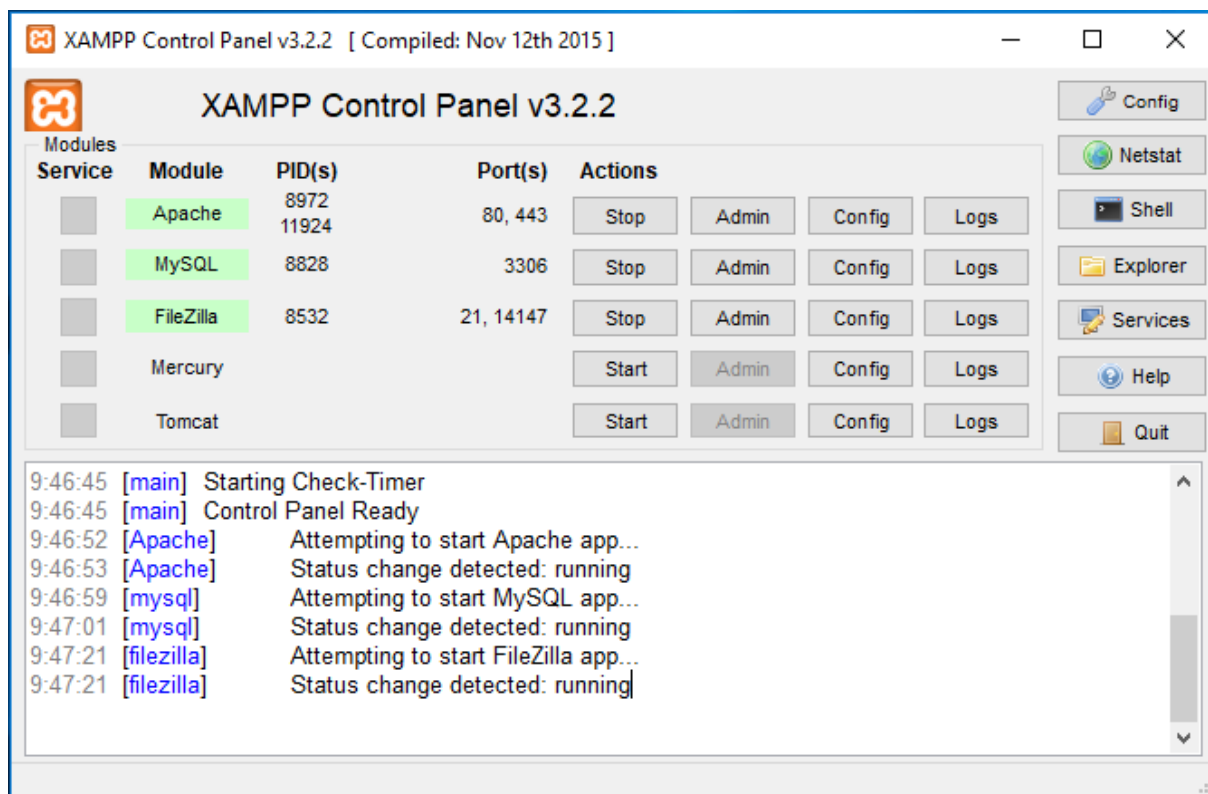 XAMPP Control Panel v3.2.2 [ Compiled: Nov 12th 2015 ]
XAMPP Control Panel v3.2.2
Config
Modules
Netstat
Service Module PID(s) Port(s) Actions
Apache 8972 11924 80, 443 Stop Admin Config Logs
Shell
MySQL 8828 3306 Stop Admin Config Logs
Explorer
FileZilla 8532 21, 14147 Stop Admin Config Logs
Services
Mercury Start Admin Config Logs
Help
Tomcat Start Admin Config Logs
Quit
9:46:45 [main] Starting Check-Timer
9:46:45 [main] Control Panel Ready
9:46:52 [Apache] Attempting to start Apache app...
9:46:53 [Apache] Status change detected: running
9:46:59 [mysql] Attempting to start MySQL app...
9:47:01 [mysql] Status change detected: running
9:47:21 [filezilla] Attempting to start FileZilla app...
9:47:21 [filezilla] Status change detected: running